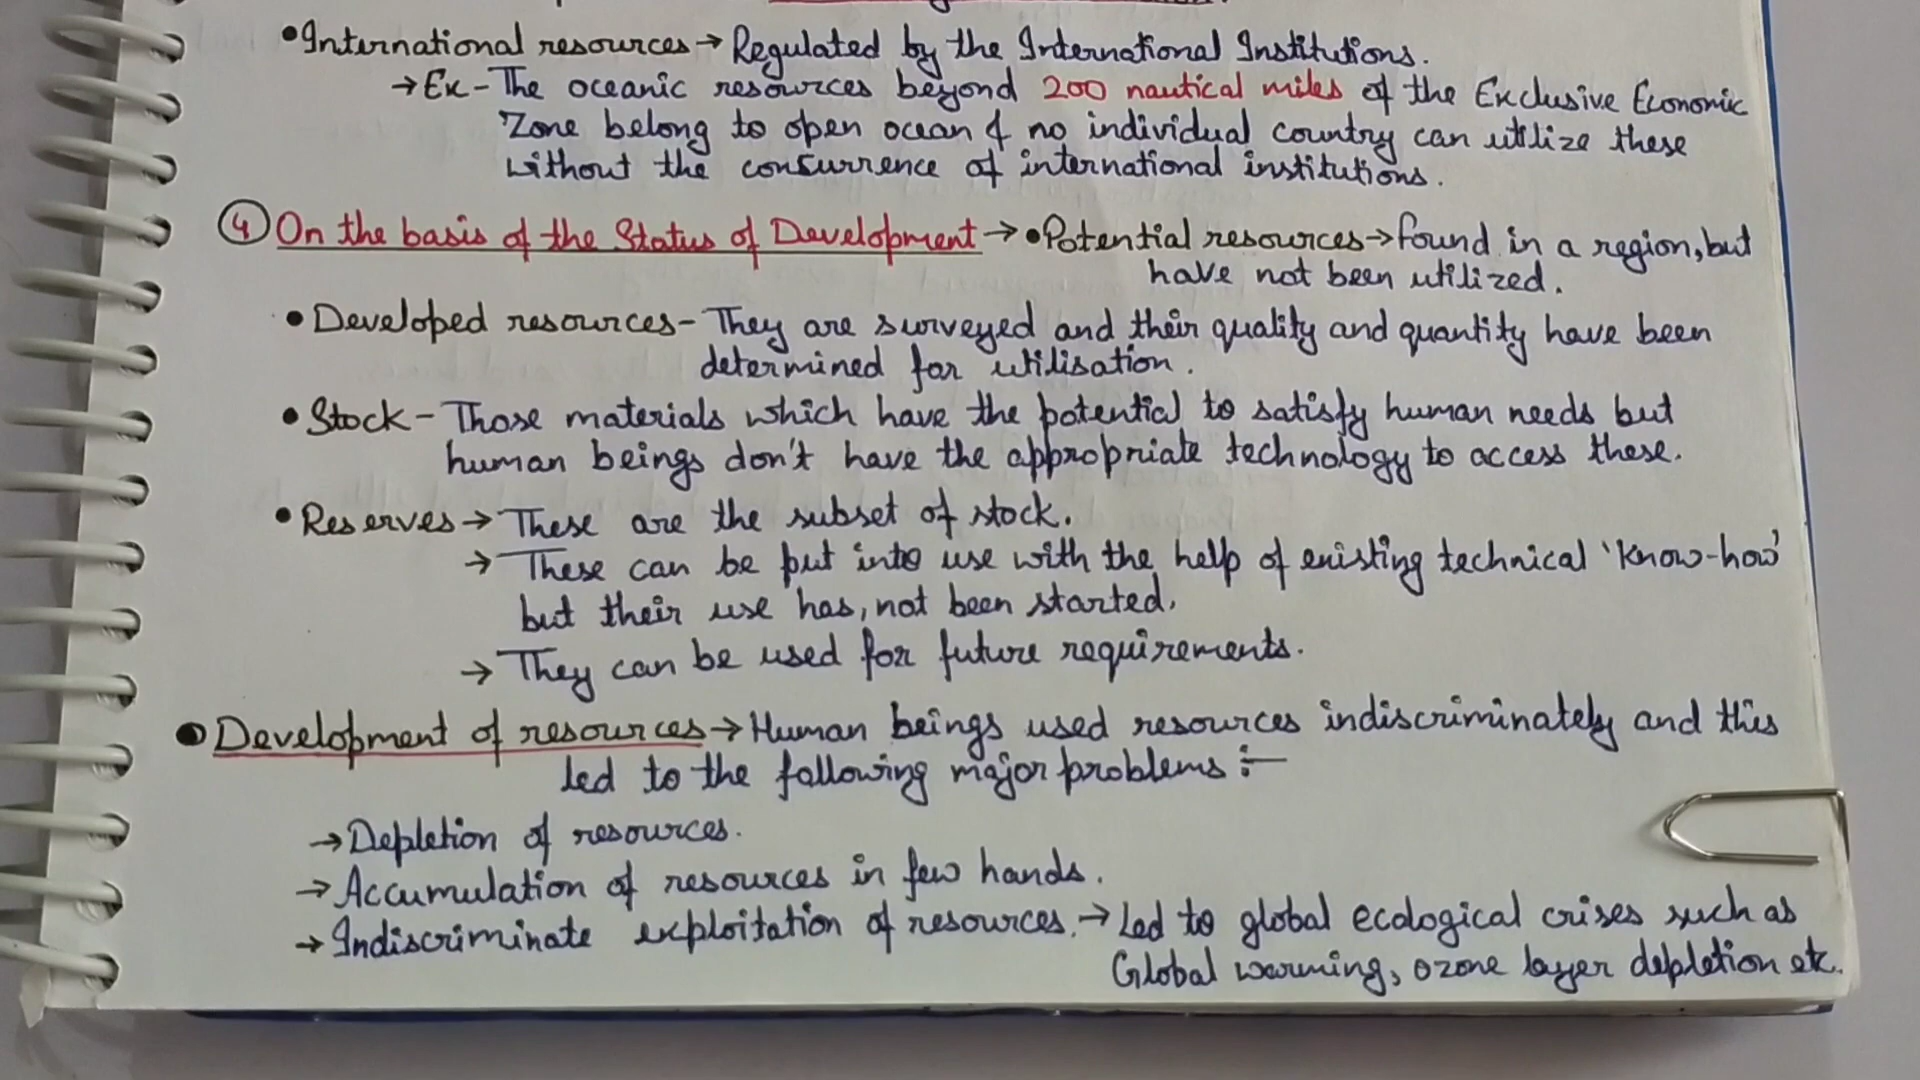 •International resources→ Regulated by the International Institutions.
→Ex-The oceanic resources beyond 200 nautical miles of the Exclusive Economic
Zone belong to open ocean & no individual country can utilize these
without the concurrence of international institutions.
④ On the basis of the Status of Development → •Potential resources→found in a region, but
have not been utilized.
• Developed resources- They are surveyed and their quality and quantity have been
determined for utilisation.
• Stock - Those materials which have the potential to satisfy human needs but
human beings don't have the appropriate technology to access these.
• Reserves → These are the subset of stock.
→ These can be put into use with the help of existing technical 'know-how'
but their use has, not been started.
→ They can be used for future requirements.
• Development of resources→ Human beings used resources indiscriminately and this
led to the following major problems :-
→Depletion of resources.
→Accumulation of resources in few hands.
→Indiscriminate exploitation of resources.→ Led to global ecological crises such as
Global warming, ozone layer depletion etc.